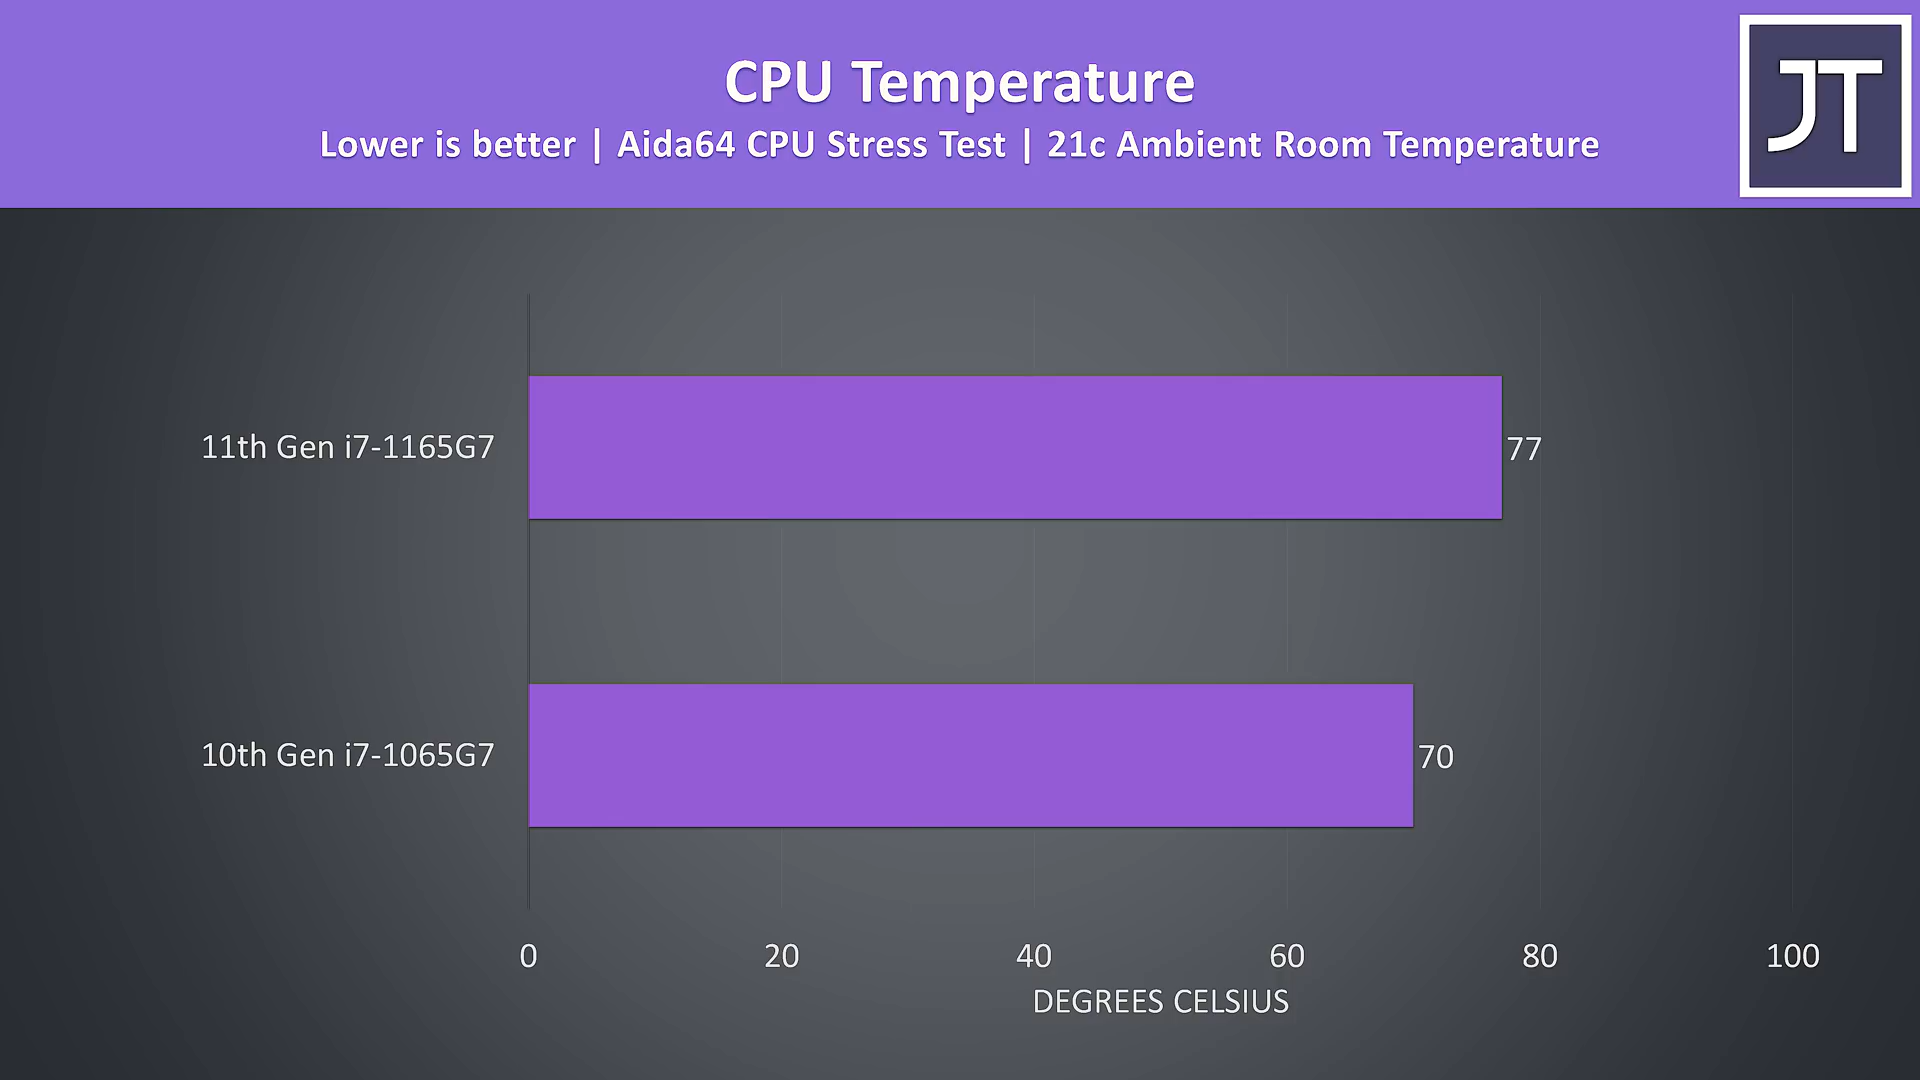 CPU Temperature
Lower is better | Aida64 CPU Stress Test | 21c Ambient Room Temperature
JT
11th Gen i7-1165G7
77
10th Gen i7-1065G7
70
0 20 40 60 80 100
DEGREES CELSIUS